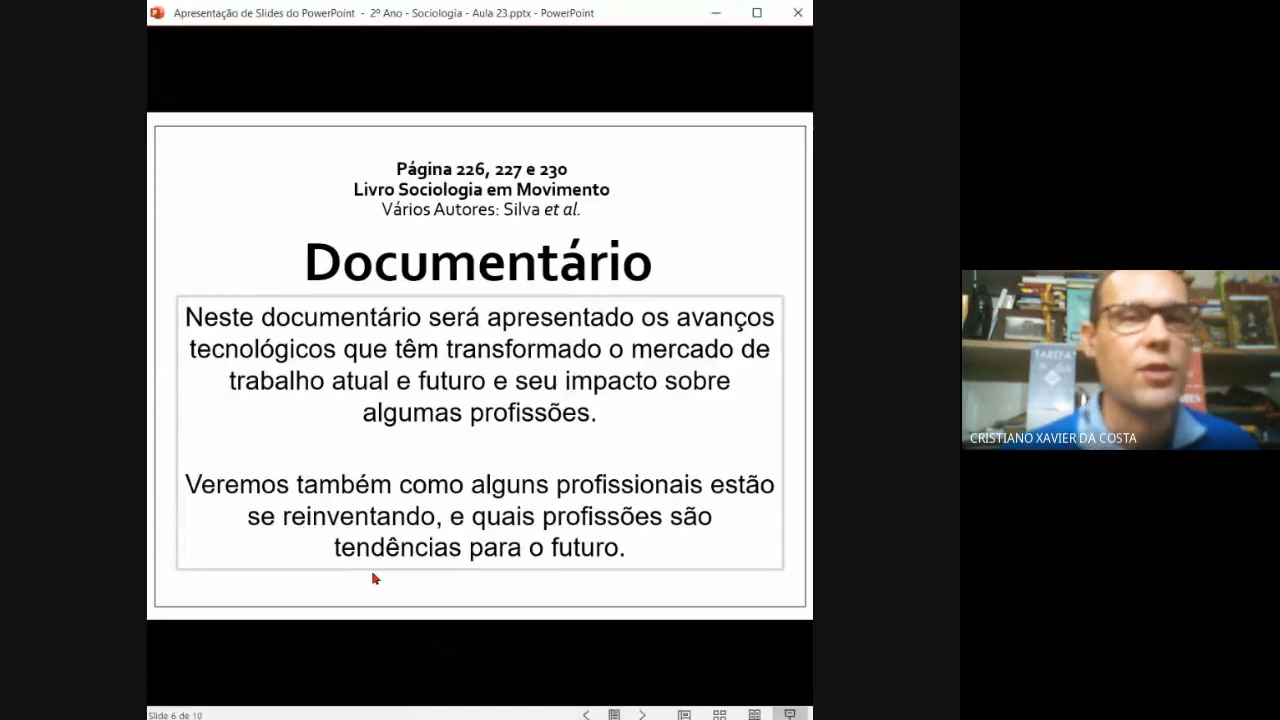 Apresentação de Slides do PowerPoint - 2º Ano - Sociologia - Aula 23.pptx - PowerPoint
Página 226, 227 e 230
Livro Sociologia em Movimento
Vários Autores: Silva et al.
Documentário
Neste documentário será apresentado os avanços
tecnológicos que têm transformado o mercado de
trabalho atual e futuro e seu impacto sobre
algumas profissões.
Veremos também como alguns profissionais estão
se reinventando, e quais profissões são
tendências para o futuro.
TAREFA
CRISTIANO XAVIER DA COSTA
Slide 6 de 10